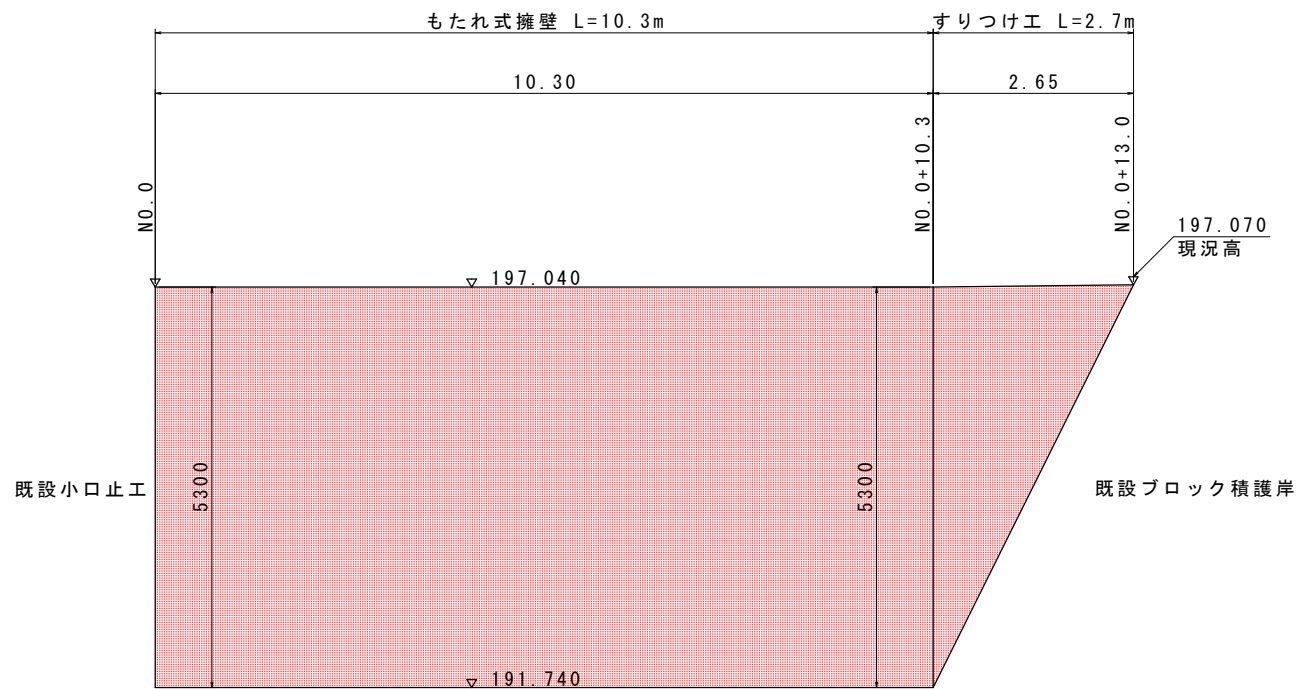 もたれ式擁壁 L=10.3m
すりつけ工 L=2.7m
10.30
2.65
NO.0
NO.0+10.3
NO.0+13.0
197.070
現況高
197.040
5300
5300
既設小口止工
既設ブロック積護岸
191.740